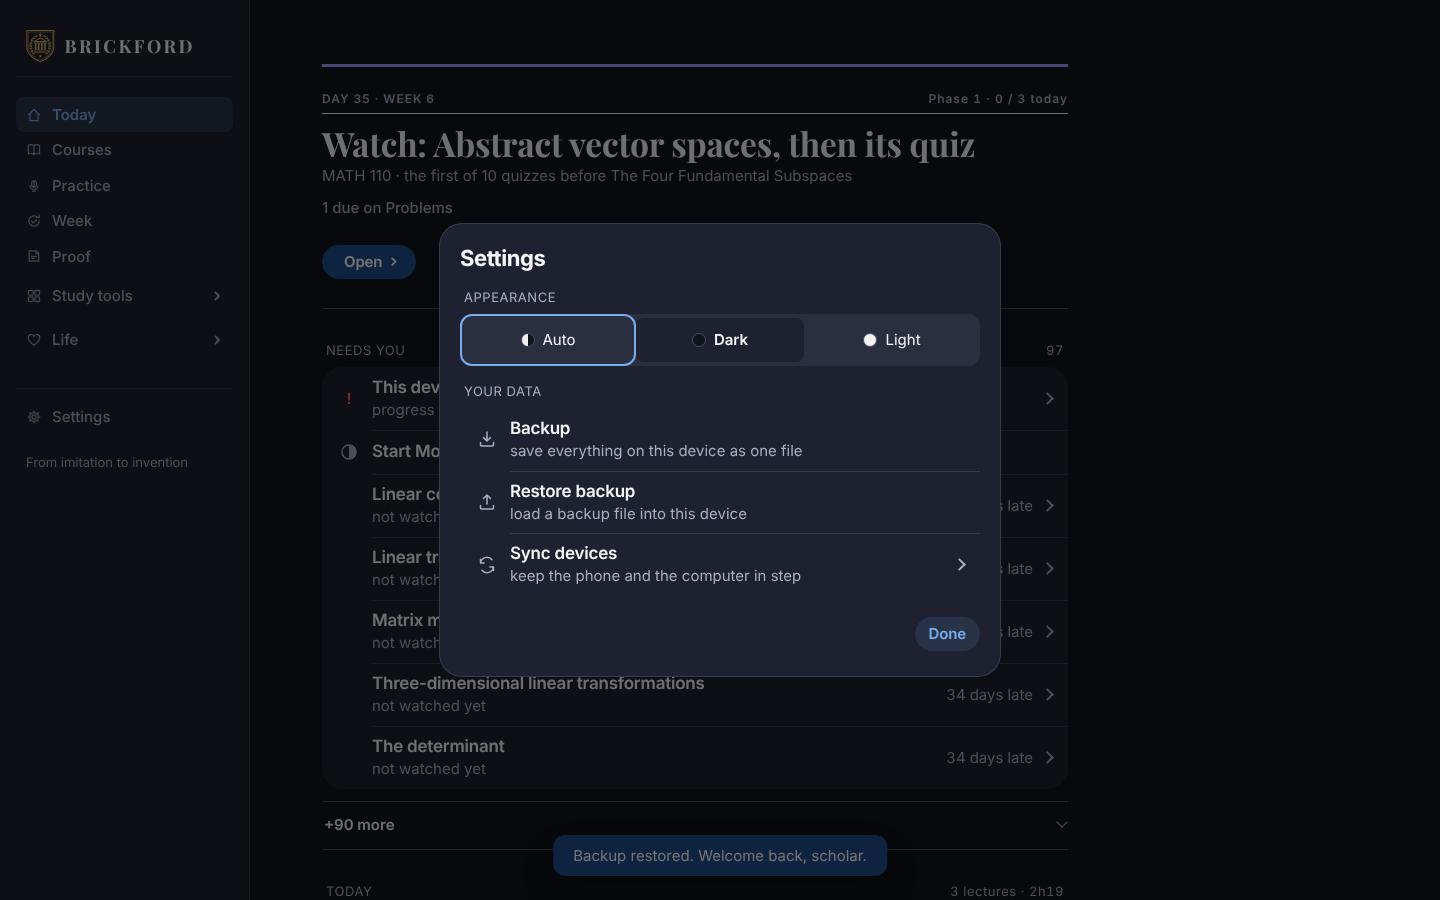 BRICKFORD
Today
Courses
Practice
Week
Proof
Study tools
Life
Settings
From imitation to invention
DAY 35 · WEEK 6
Phase 1 · 0 / 3 today
Watch: Abstract vector spaces, then its quiz
MATH 110 · the first of 10 quizzes before The Four Fundamental Subspaces
1 due on Problems
Open
NEEDS YOU
97
! This dev
progress
Start Mo
Linear co
not watch
s late
Linear tr
not watch
s late
Matrix m
not watch
s late
Three-dimensional linear transformations
not watched yet
34 days late
The determinant
not watched yet
34 days late
+90 more
TODAY
3 lectures · 2h19
Settings
APPEARANCE
Auto
Dark
Light
YOUR DATA
Backup
save everything on this device as one file
Restore backup
load a backup file into this device
Sync devices
keep the phone and the computer in step
Done
Backup restored. Welcome back, scholar.